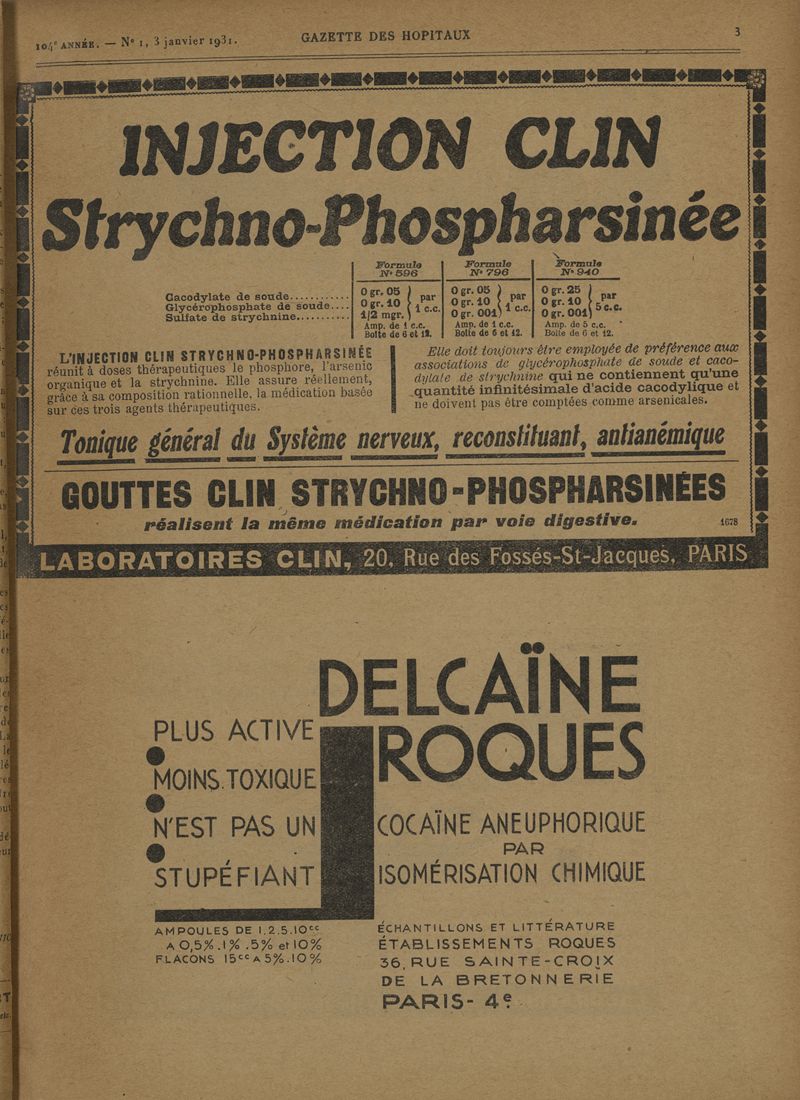 104e ANNÉE. — No 1, 3 janvier 1931.
GAZETTE DES HOPITAUX
3
INJECTION CLIN
Strychno-Phospharsinée
Formule No 596
Formule No 796
Formule No 940
Cacodylate de soude............ 0 gr. 05 0 gr. 05 0 gr. 25
Glycérophosphate de soude.... 0 gr. 10 par 1 c.c. 0 gr. 10 par 1 c.c. 0 gr. 10 par 5 c.c.
Sulfate de strychnine........... 1/2 mgr. 0 gr. 001 0 gr. 001
Amp. de 1 c.c. Amp. de 1 c.c. Amp. de 5 c.c.
Boîte de 6 et 12. Boîte de 6 et 12. Boîte de 6 et 12.
L'INJECTION CLIN STRYCHNO-PHOSPHARSINÉE
réunit à doses thérapeutiques le phosphore, l'arsenic
organique et la strychnine. Elle assure réellement,
grâce à sa composition rationnelle, la médication basée
sur ces trois agents thérapeutiques.
Elle doit toujours être employée de préférence aux
associations de glycérophosphate de soude et caco-
dylate de strychnine qui ne contiennent qu'une
quantité infinitésimale d'acide cacodylique et
ne doivent pas être comptées comme arsenicales.
Tonique général du Système nerveux, reconstituant, antianémique
GOUTTES CLIN STRYCHNO-PHOSPHARSINÉES
réalisent la même médication par voie digestive.
1678
LABORATOIRES CLIN, 20, Rue des Fossés-St-Jacques, PARIS
DELCAÏNE
ROQUES
PLUS ACTIVE
MOINS.TOXIQUE
N'EST PAS UN
STUPÉFIANT
COCAÏNE ANEUPHORIQUE
PAR
ISOMÉRISATION CHIMIQUE
AMPOULES DE 1.2.5.10cc
A 0,5% .1% .5% et 10%
FLACONS 15cc A 5%.10%
ÉCHANTILLONS ET LITTÉRATURE
ÉTABLISSEMENTS ROQUES
36, RUE SAINTE-CROIX
DE LA BRETONNERIE
PARIS- 4e